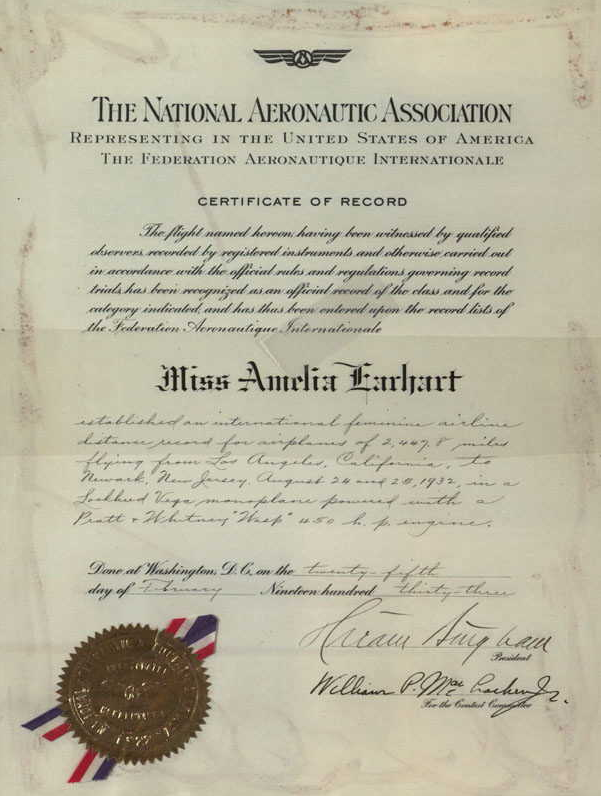 THE NATIONAL AERONAUTIC ASSOCIATION
REPRESENTING IN THE UNITED STATES OF AMERICA
THE FEDERATION AERONAUTIQUE INTERNATIONALE
CERTIFICATE OF RECORD
The flight named hereon, having been witnessed by qualified
observers, recorded by registered instruments and otherwise carried out
in accordance with the official rules and regulations governing record
trials, has been recognized as an official record of the class and for the
category indicated, and has thus been entered upon the record lists of
the Federation Aeronautique Internationale
Miss Amelia Earhart
established an international feminine airline
distance record for airplanes of 2,447.8 miles
flying from Los Angeles, California, to
Newark, New Jersey, August 24 and 25, 1932, in a
Lockheed Vega monoplane powered with a
Pratt & Whitney "Wasp" 450 h.p. engine.
Done at Washington, D.C. on the twenty-fifth
day of February Nineteen hundred thirty-three
Hiram Bingham
President
William P. MacCracken Jr.
For the Contest Committee
1922